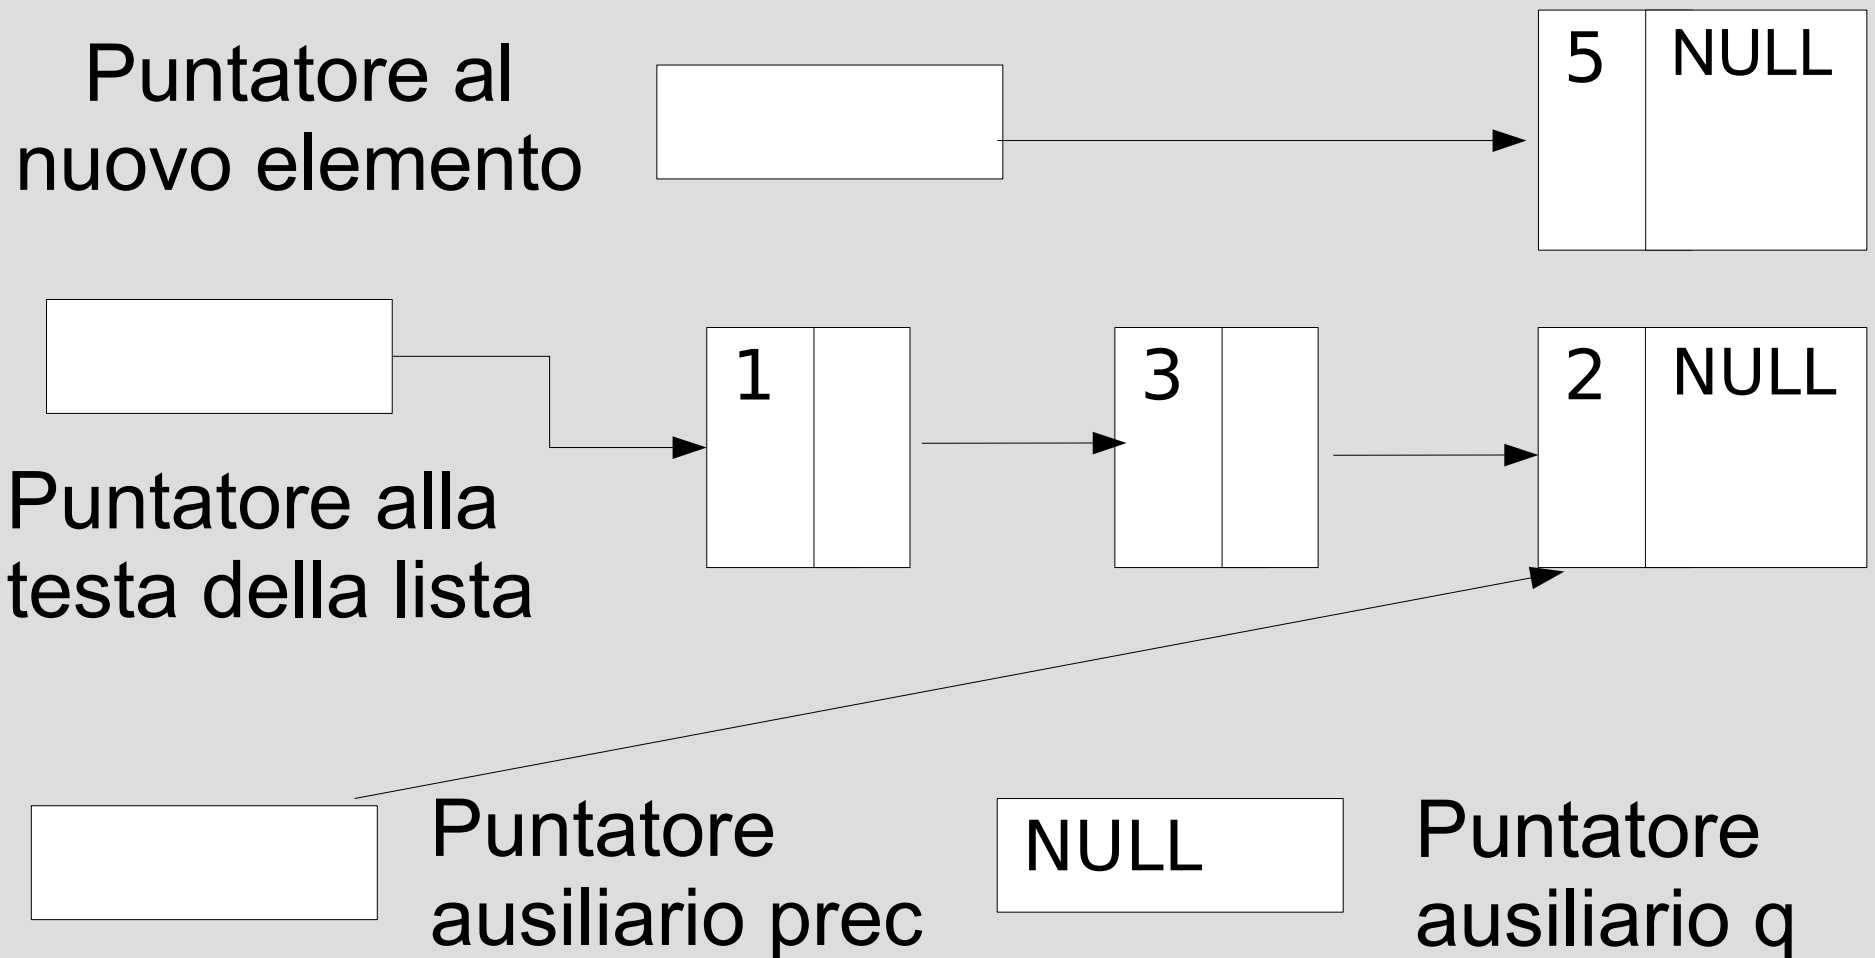 Puntatore al
nuovo elemento
5 NULL
1 3 2 NULL
Puntatore alla
testa della lista
Puntatore
ausiliario prec
NULL
Puntatore
ausiliario q